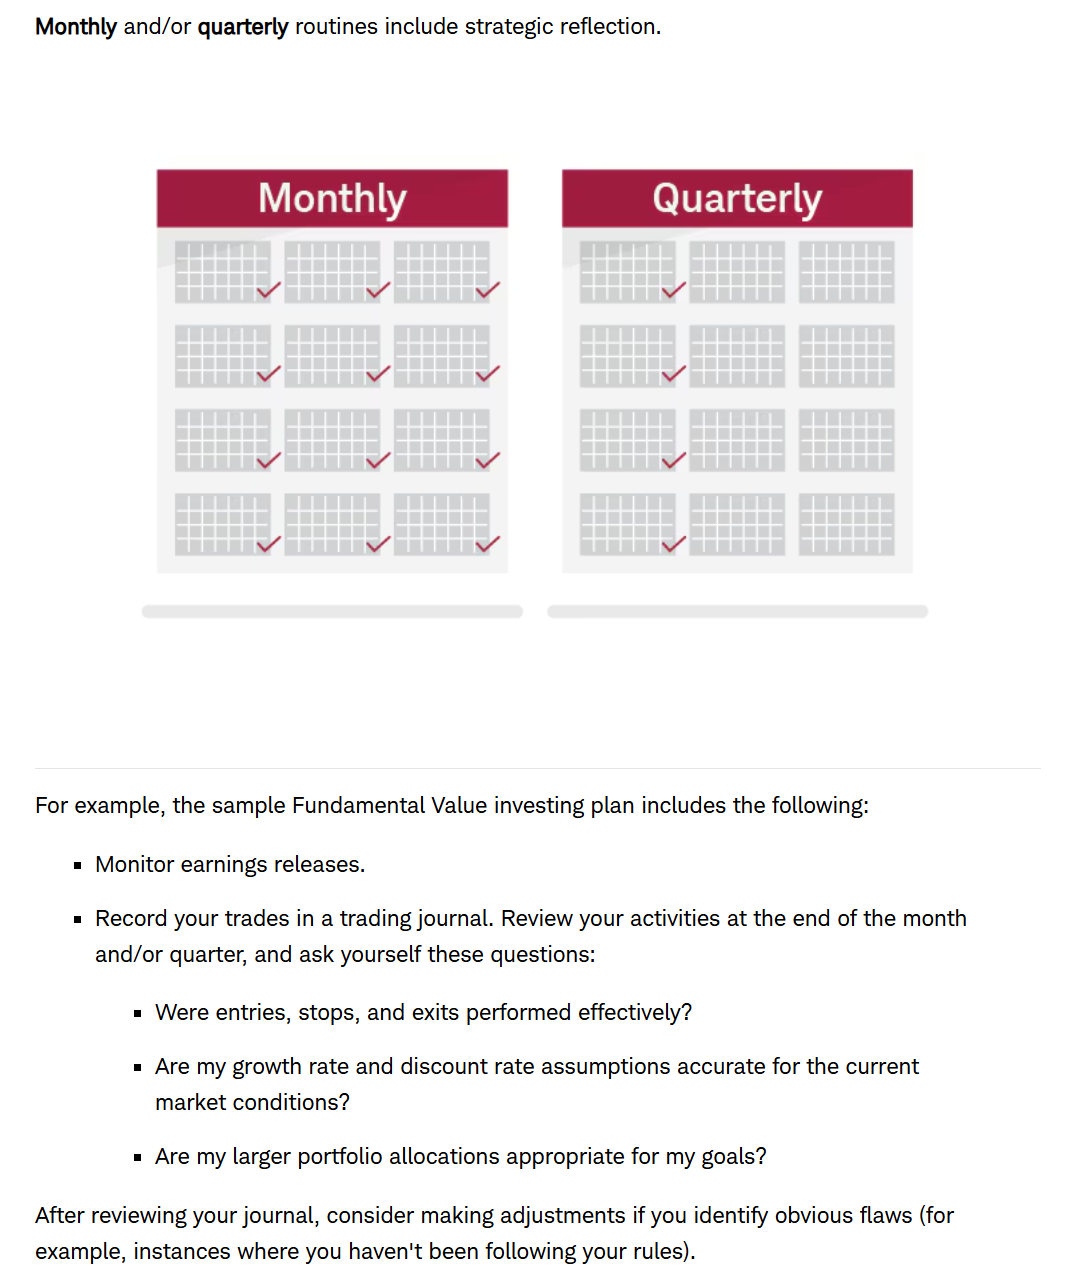 Monthly and/or quarterly routines include strategic reflection.
Monthly
Quarterly
For example, the sample Fundamental Value investing plan includes the following:
Monitor earnings releases.
Record your trades in a trading journal. Review your activities at the end of the month
and/or quarter, and ask yourself these questions:
Were entries, stops, and exits performed effectively?
Are my growth rate and discount rate assumptions accurate for the current
market conditions?
Are my larger portfolio allocations appropriate for my goals?
After reviewing your journal, consider making adjustments if you identify obvious flaws (for
example, instances where you haven't been following your rules).